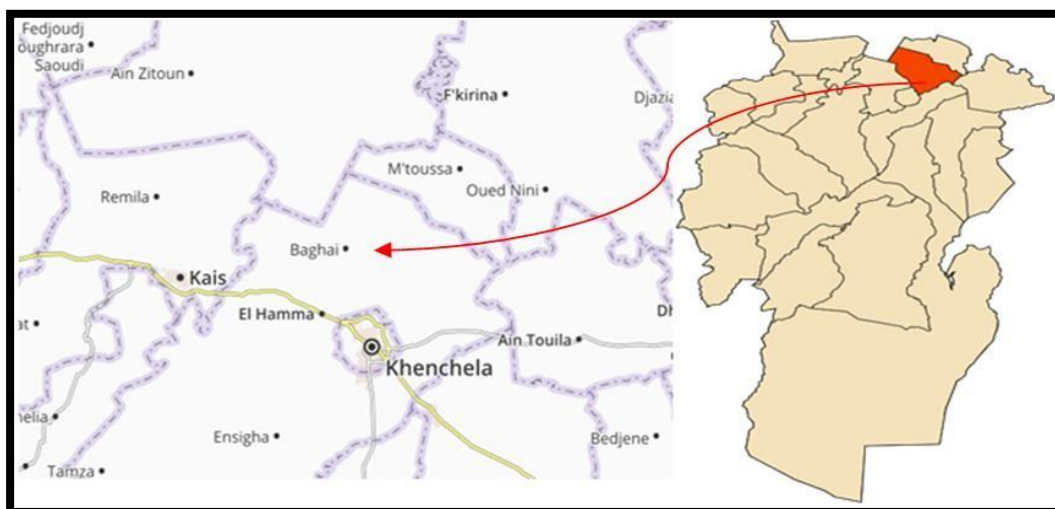 Fedjoudj
oughrara
Saoudi
Ain Zitoun
F'kirina
Djazia
M'toussa
Remila
Oued Nini
Baghai
Kais
El Hamma
Dh
at
Ain Touila
Khenchela
nelia
Ensigha
Bedjene
Tamza